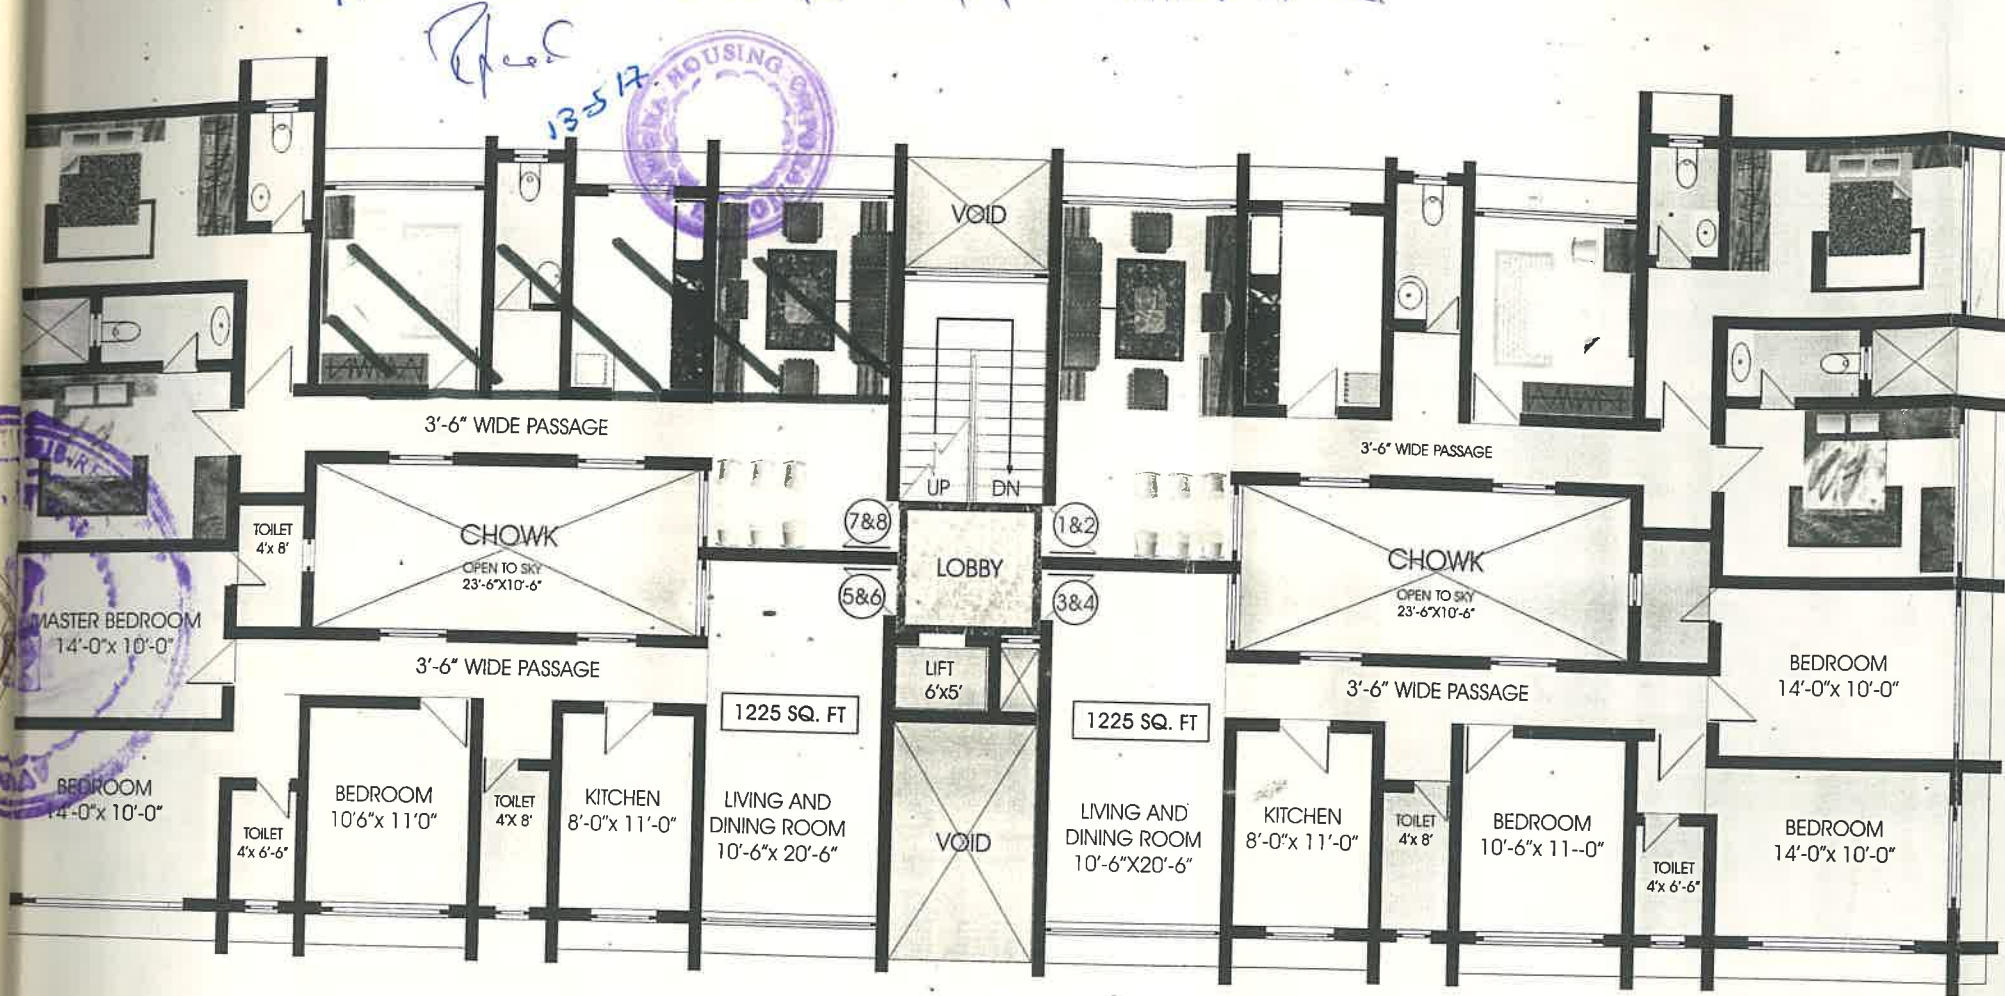 13-5-17.
HOUSING
VOID
3'-6" WIDE PASSAGE
3'-6" WIDE PASSAGE
UP
DN
7&8
1&2
TOILET
4'x 8'
CHOWK
OPEN TO SKY
23'-6"X10'-6"
LOBBY
CHOWK
OPEN TO SKY
23'-6"X10'-6"
5&6
3&4
MASTER BEDROOM
14'-0"x 10'-0"
3'-6" WIDE PASSAGE
LIFT
6'x5'
3'-6" WIDE PASSAGE
BEDROOM
14'-0"x 10'-0"
1225 SQ. FT
1225 SQ. FT
BEDROOM
14'-0"x 10'-0"
TOILET
4'x 6'-6"
BEDROOM
10'6"x 11'0"
TOILET
4'X 8'
KITCHEN
8'-0"x 11'-0"
LIVING AND
DINING ROOM
10'-6"x 20'-6"
VOID
LIVING AND
DINING ROOM
10'-6"X20'-6"
KITCHEN
8'-0"x 11'-0"
TOILET
4'x 8'
BEDROOM
10'-6"x 11--0"
TOILET
4'x 6'-6"
BEDROOM
14'-0"x 10'-0"